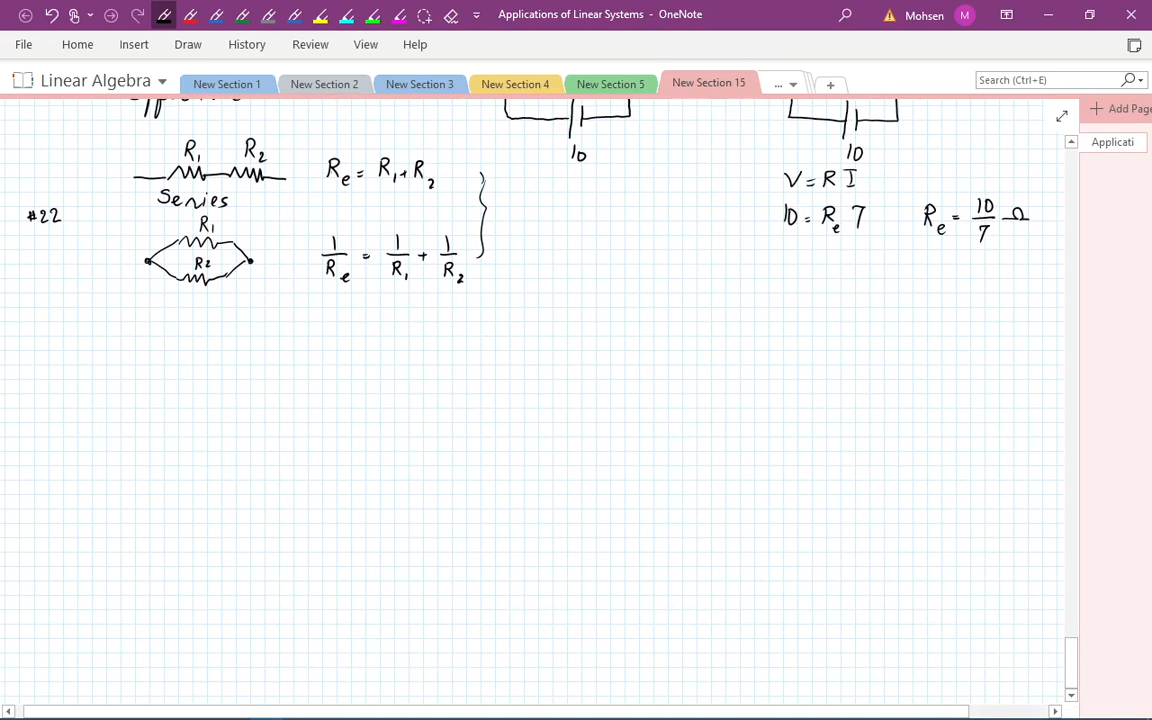 Applications of Linear Systems - OneNote
Mohsen
M
File Home Insert Draw History Review View Help
Linear Algebra
New Section 1 New Section 2 New Section 3 New Section 4 New Section 5 New Section 15 ...
Search (Ctrl+E)
Add Page
Applicati
10
10
R₁ R₂
Rₑ = R₁ + R₂
Series
V = R I
#22
10 = Rₑ 7
Rₑ = 10/7 Ω
R₁
R₂
1/Rₑ = 1/R₁ + 1/R₂